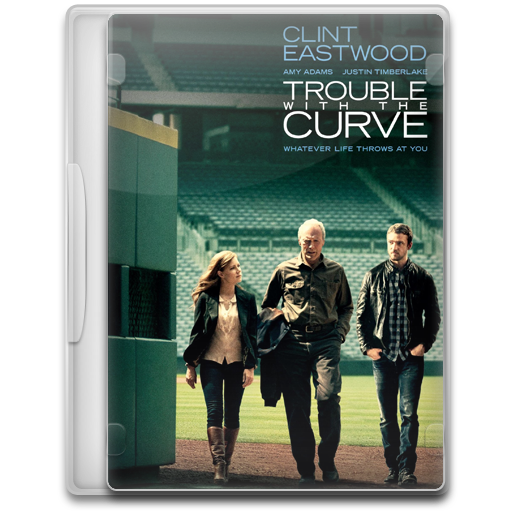 CLINT
EASTWOOD
AMY ADAMS JUSTIN TIMBERLAKE
TROUBLE
WITH THE
CURVE
WHATEVER LIFE THROWS AT YOU